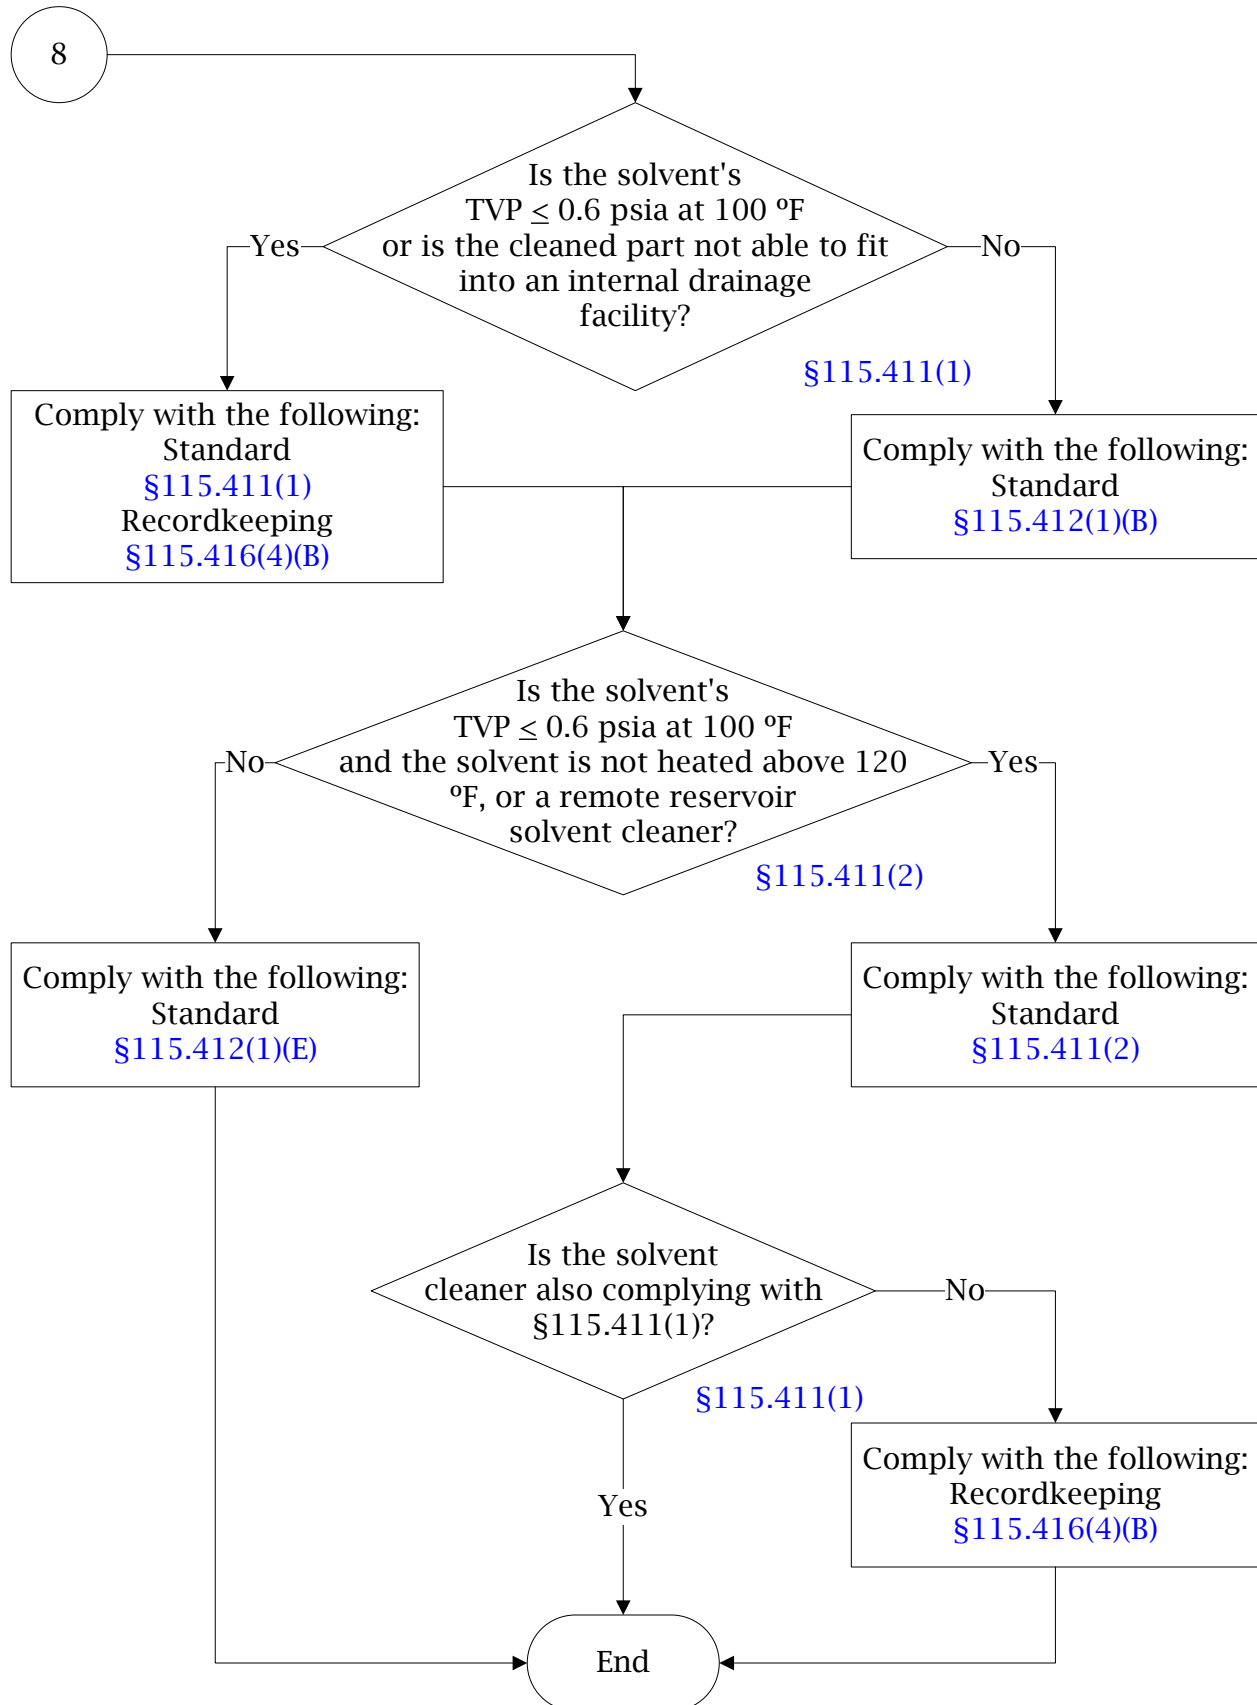 8
Is the solvent's
TVP ≤ 0.6 psia at 100 ºF
or is the cleaned part not able to fit
into an internal drainage
facility?
Yes
No
§115.411(1)
Comply with the following:
Standard
§115.411(1)
Recordkeeping
§115.416(4)(B)
Comply with the following:
Standard
§115.412(1)(B)
Is the solvent's
TVP ≤ 0.6 psia at 100 ºF
and the solvent is not heated above 120
ºF, or a remote reservoir
solvent cleaner?
No
Yes
§115.411(2)
Comply with the following:
Standard
§115.412(1)(E)
Comply with the following:
Standard
§115.411(2)
Is the solvent
cleaner also complying with
§115.411(1)?
No
§115.411(1)
Yes
Comply with the following:
Recordkeeping
§115.416(4)(B)
End